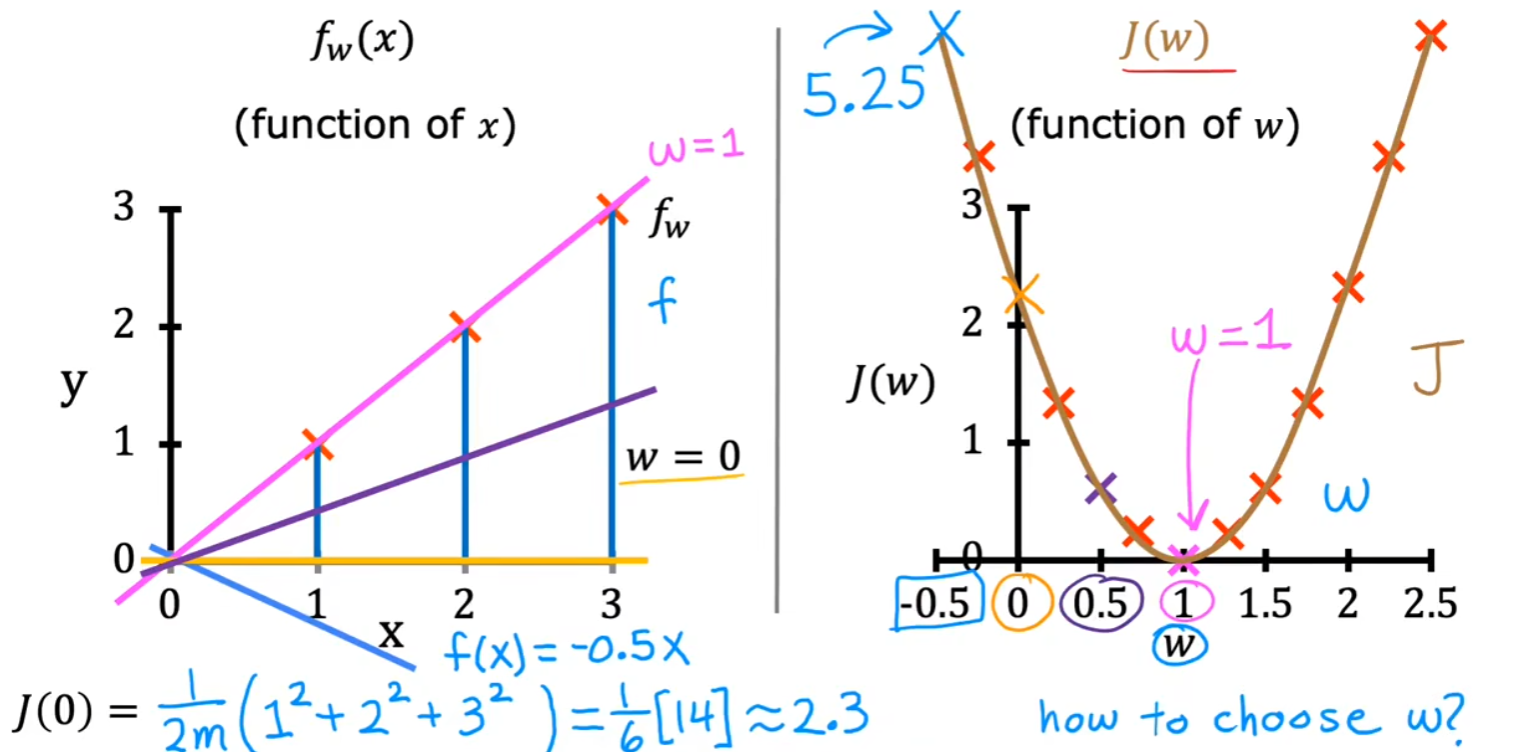 f_w(x)
(function of x)
w=1
f_w
f
3
2
y
1
w = 0
0
0 1 2 3
x
f(x) = -0.5x
J(0) = 1/2m (1² + 2² + 3²) = 1/6 [14] ≈ 2.3
5.25
J(w)
(function of w)
3
2
w=1
J(w)
J
1
w
0
-0.5 0 0.5 1 1.5 2 2.5
w
how to choose w?